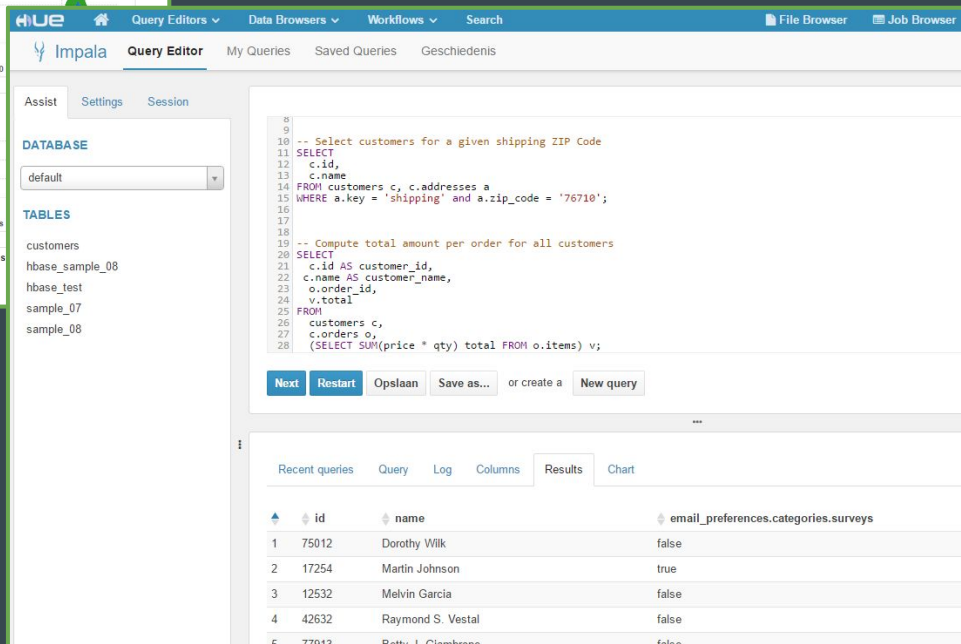 HUE Query Editors Data Browsers Workflows Search File Browser Job Browser
Impala Query Editor My Queries Saved Queries Geschiedenis
Assist Settings Session
DATABASE
default
TABLES
customers
hbase_sample_08
hbase_test
sample_07
sample_08
8
9
10 -- Select customers for a given shipping ZIP Code
11 SELECT
12 c.id,
13 c.name
14 FROM customers c, c.addresses a
15 WHERE a.key = 'shipping' and a.zip_code = '76710';
16
17
18
19 -- Compute total amount per order for all customers
20 SELECT
21 c.id AS customer_id,
22 c.name AS customer_name,
23 o.order_id,
24 v.total
25 FROM
26 customers c,
27 c.orders o,
28 (SELECT SUM(price * qty) total FROM o.items) v;
Next Restart Opslaan Save as... or create a New query
Recent queries Query Log Columns Results Chart
id name email_preferences.categories.surveys
1 75012 Dorothy Wilk false
2 17254 Martin Johnson true
3 12532 Melvin Garcia false
4 42632 Raymond S. Vestal false
5 77913 Betty J. Giambrone false